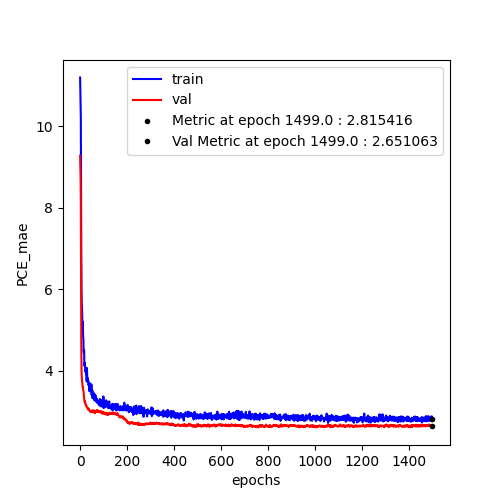 train
val
Metric at epoch 1499.0 : 2.815416
Val Metric at epoch 1499.0 : 2.651063
PCE_mae
10
8
6
4
0 200 400 600 800 1000 1200 1400
epochs